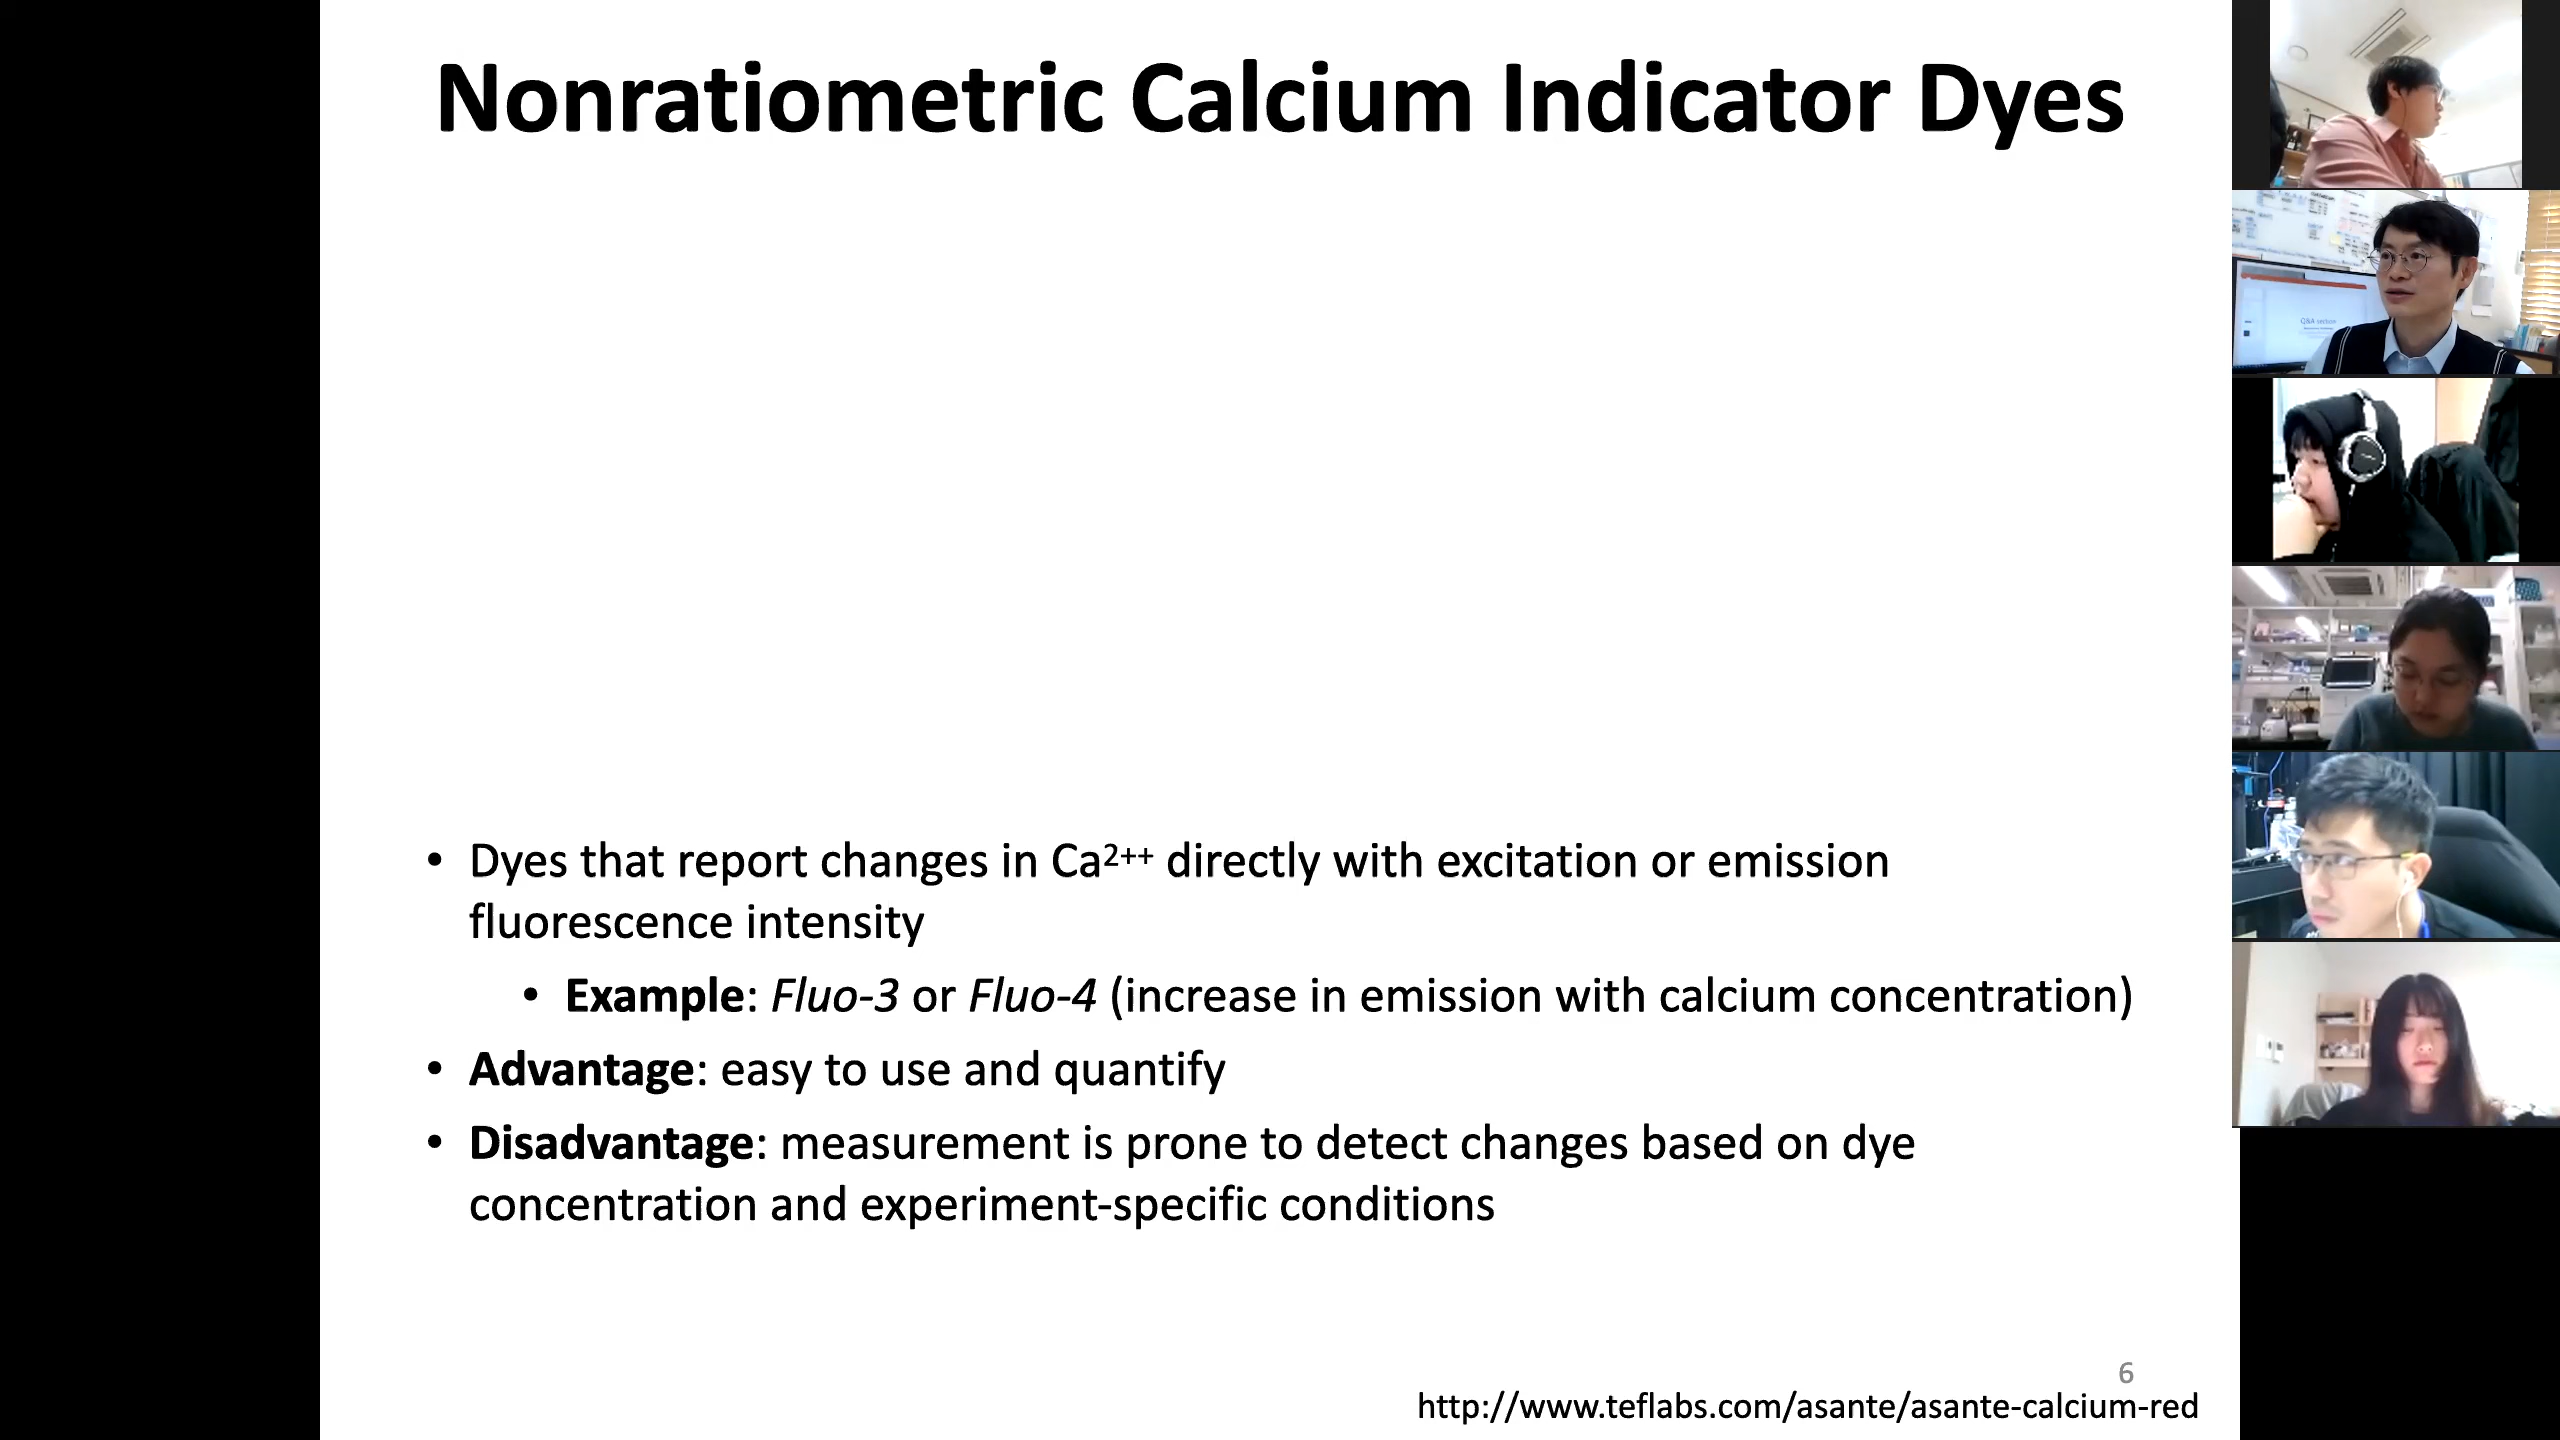 Nonratiometric Calcium Indicator Dyes
• Dyes that report changes in Ca²⁺⁺ directly with excitation or emission
fluorescence intensity
• Example: Fluo-3 or Fluo-4 (increase in emission with calcium concentration)
• Advantage: easy to use and quantify
• Disadvantage: measurement is prone to detect changes based on dye
concentration and experiment-specific conditions
6
http://www.teflabs.com/asante/asante-calcium-red
Q&A section